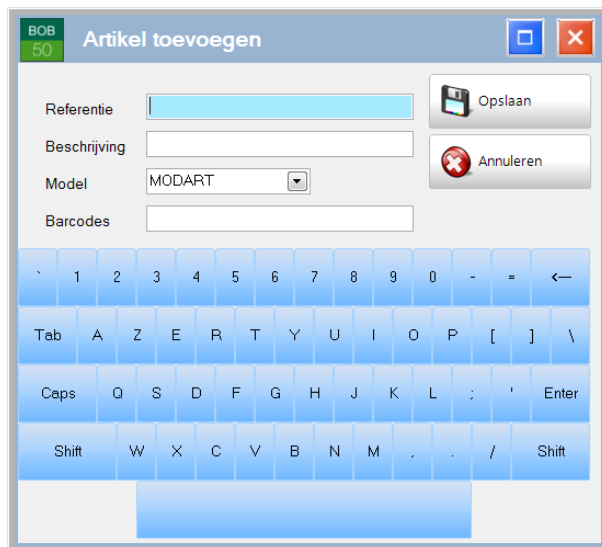 BOB
50
Artikel toevoegen
Referentie
Opslaan
Beschrijving
Annuleren
Model MODART
Barcodes
` 1 2 3 4 5 6 7 8 9 0 - = <—
Tab A Z E R T Y U I O P [ ] \
Caps Q S D F G H J K L ; ' Enter
Shift W X C V B N M , . / Shift